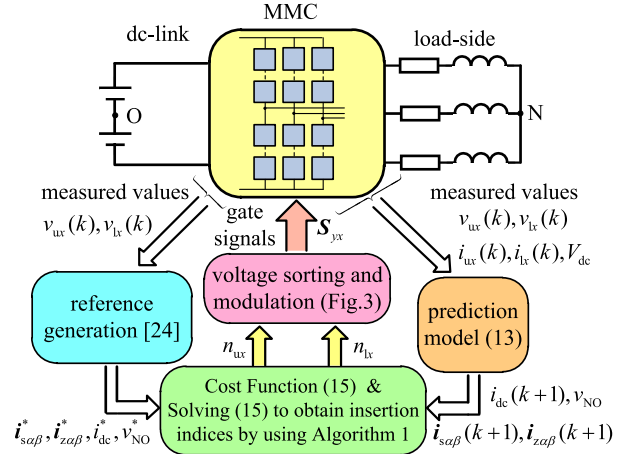 MMC
dc-link
load-side
O
N
measured values
v_ux(k), v_lx(k)
gate
signals
S_yx
measured values
v_ux(k), v_lx(k)
i_ux(k), i_lx(k), V_dc
reference
generation [24]
voltage sorting and
modulation (Fig.3)
prediction
model (13)
n_ux
n_lx
Cost Function (15) &
Solving (15) to obtain insertion
indices by using Algorithm 1
i*_sαβ, i*_zαβ, i*_dc, v*_NO
i_dc(k+1), v_NO
i_sαβ(k+1), i_zαβ(k+1)